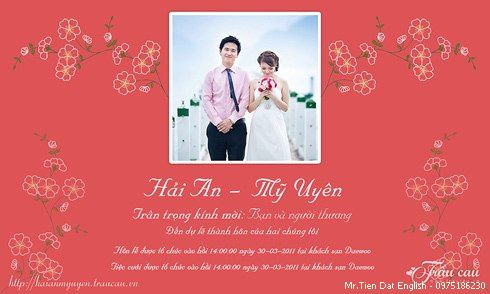 Hải An – Mỹ Uyên
Trân trọng kính mời: Bạn và người thương
Đến dự lễ thành hôn của hai chúng tôi
Hôn lễ được tổ chức vào hồi 14:00:00 ngày 30-03-2011 tại khách sạn Daewoo
Tiệc cưới được tổ chức vào hồi 14:00:00 ngày 30-03-2011 tại khách sạn Daewoo
Trầu cau
http://haianmyuyen.traucau.vn
Mr.Tien Dat English - 0975186230